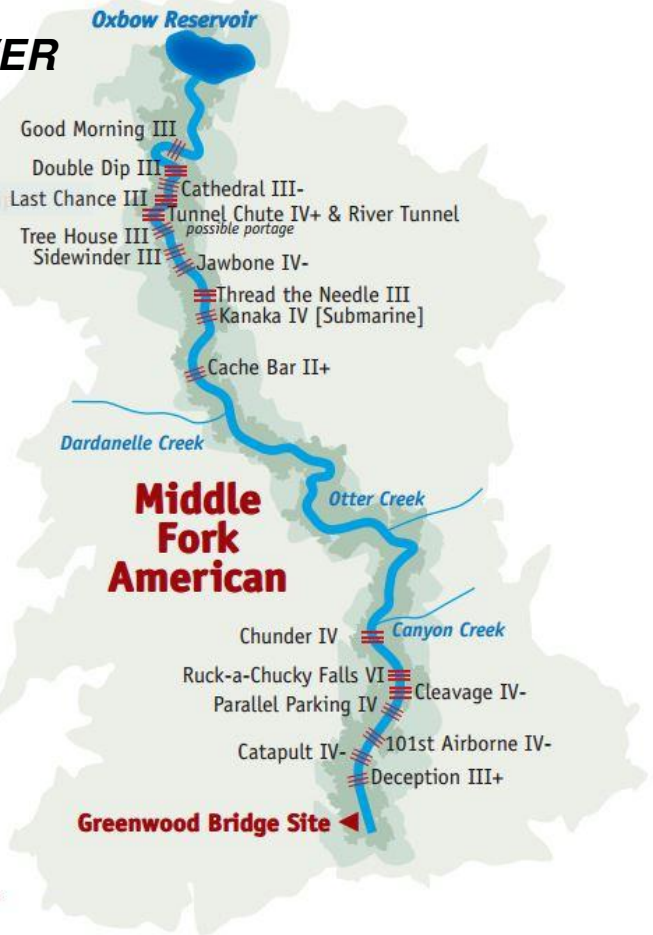 Oxbow Reservoir
Good Morning III
Double Dip III
Cathedral III-
Last Chance III
Tunnel Chute IV+ & River Tunnel
possible portage
Tree House III
Sidewinder III
Jawbone IV-
Thread the Needle III
Kanaka IV [Submarine]
Cache Bar II+
Dardanelle Creek
Middle
Fork
American
Otter Creek
Chunder IV
Canyon Creek
Ruck-a-Chucky Falls VI
Cleavage IV-
Parallel Parking IV
101st Airborne IV-
Catapult IV-
Deception III+
Greenwood Bridge Site